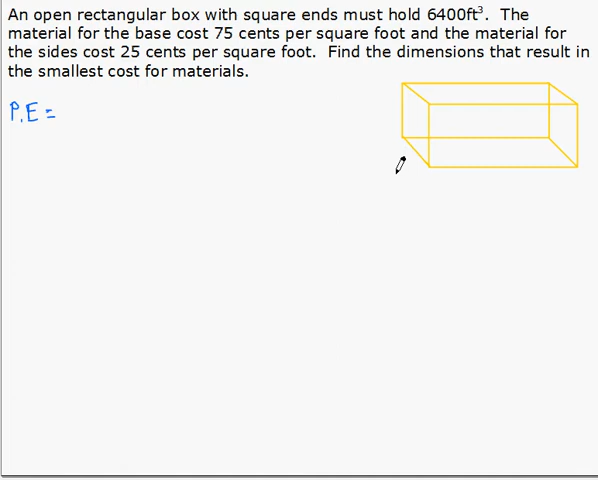 An open rectangular box with square ends must hold 6400ft³. The
material for the base cost 75 cents per square foot and the material for
the sides cost 25 cents per square foot. Find the dimensions that result in
the smallest cost for materials.
P.E =